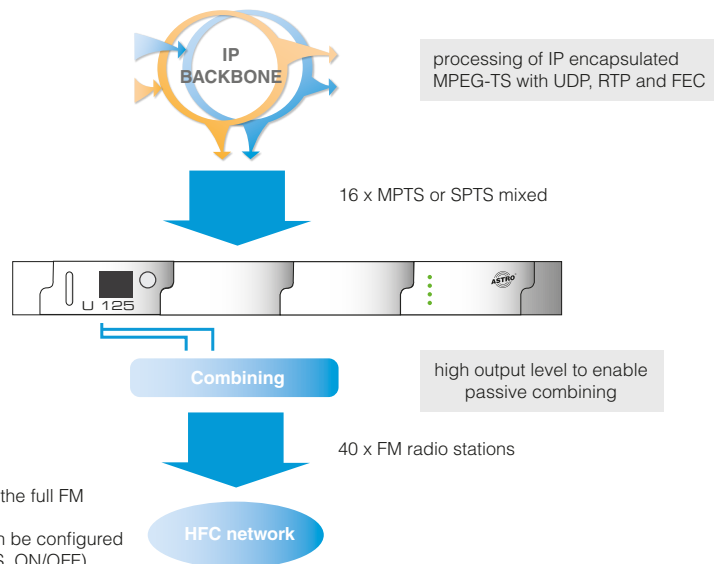 IP
BACKBONE
processing of IP encapsulated
MPEG-TS with UDP, RTP and FEC
16 x MPTS or SPTS mixed
ASTRO
U 125
Combining
high output level to enable
passive combining
40 x FM radio stations
the full FM
be configured
HFC network
ON/OFF)